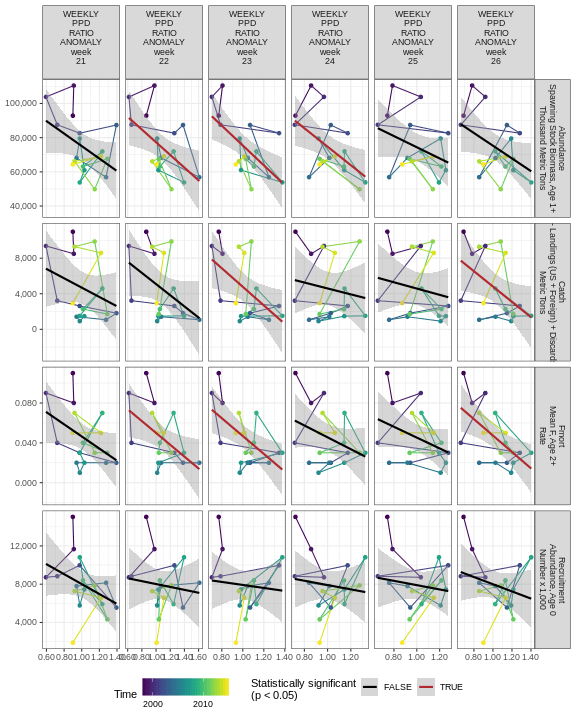 WEEKLY PPD RATIO ANOMALY week 21
WEEKLY PPD RATIO ANOMALY week 22
WEEKLY PPD RATIO ANOMALY week 23
WEEKLY PPD RATIO ANOMALY week 24
WEEKLY PPD RATIO ANOMALY week 25
WEEKLY PPD RATIO ANOMALY week 26
100,000
80,000
60,000
40,000
Abundance
Spawning Stock Biomass, Age 1+
Thousand Metric Tons
8,000
4,000
0
Catch
- Landings (US + Foreign) + Discard
Metric Tons
0.080
0.040
0.000
Fmort
Mean F, Age 2+
Rate
12,000
8,000
4,000
Recruitment
Abundance, Age 0
Number x 1,000
0.60 0.80 1.00 1.20 1.40
0.80 1.00 1.20 1.40 1.60
0.80 1.00 1.20 1.40
0.80 1.00 1.20
0.80 1.00 1.20
0.80 1.00 1.20 1.40
Time
2000 2010
Statistically significant
(p < 0.05)
FALSE
TRUE